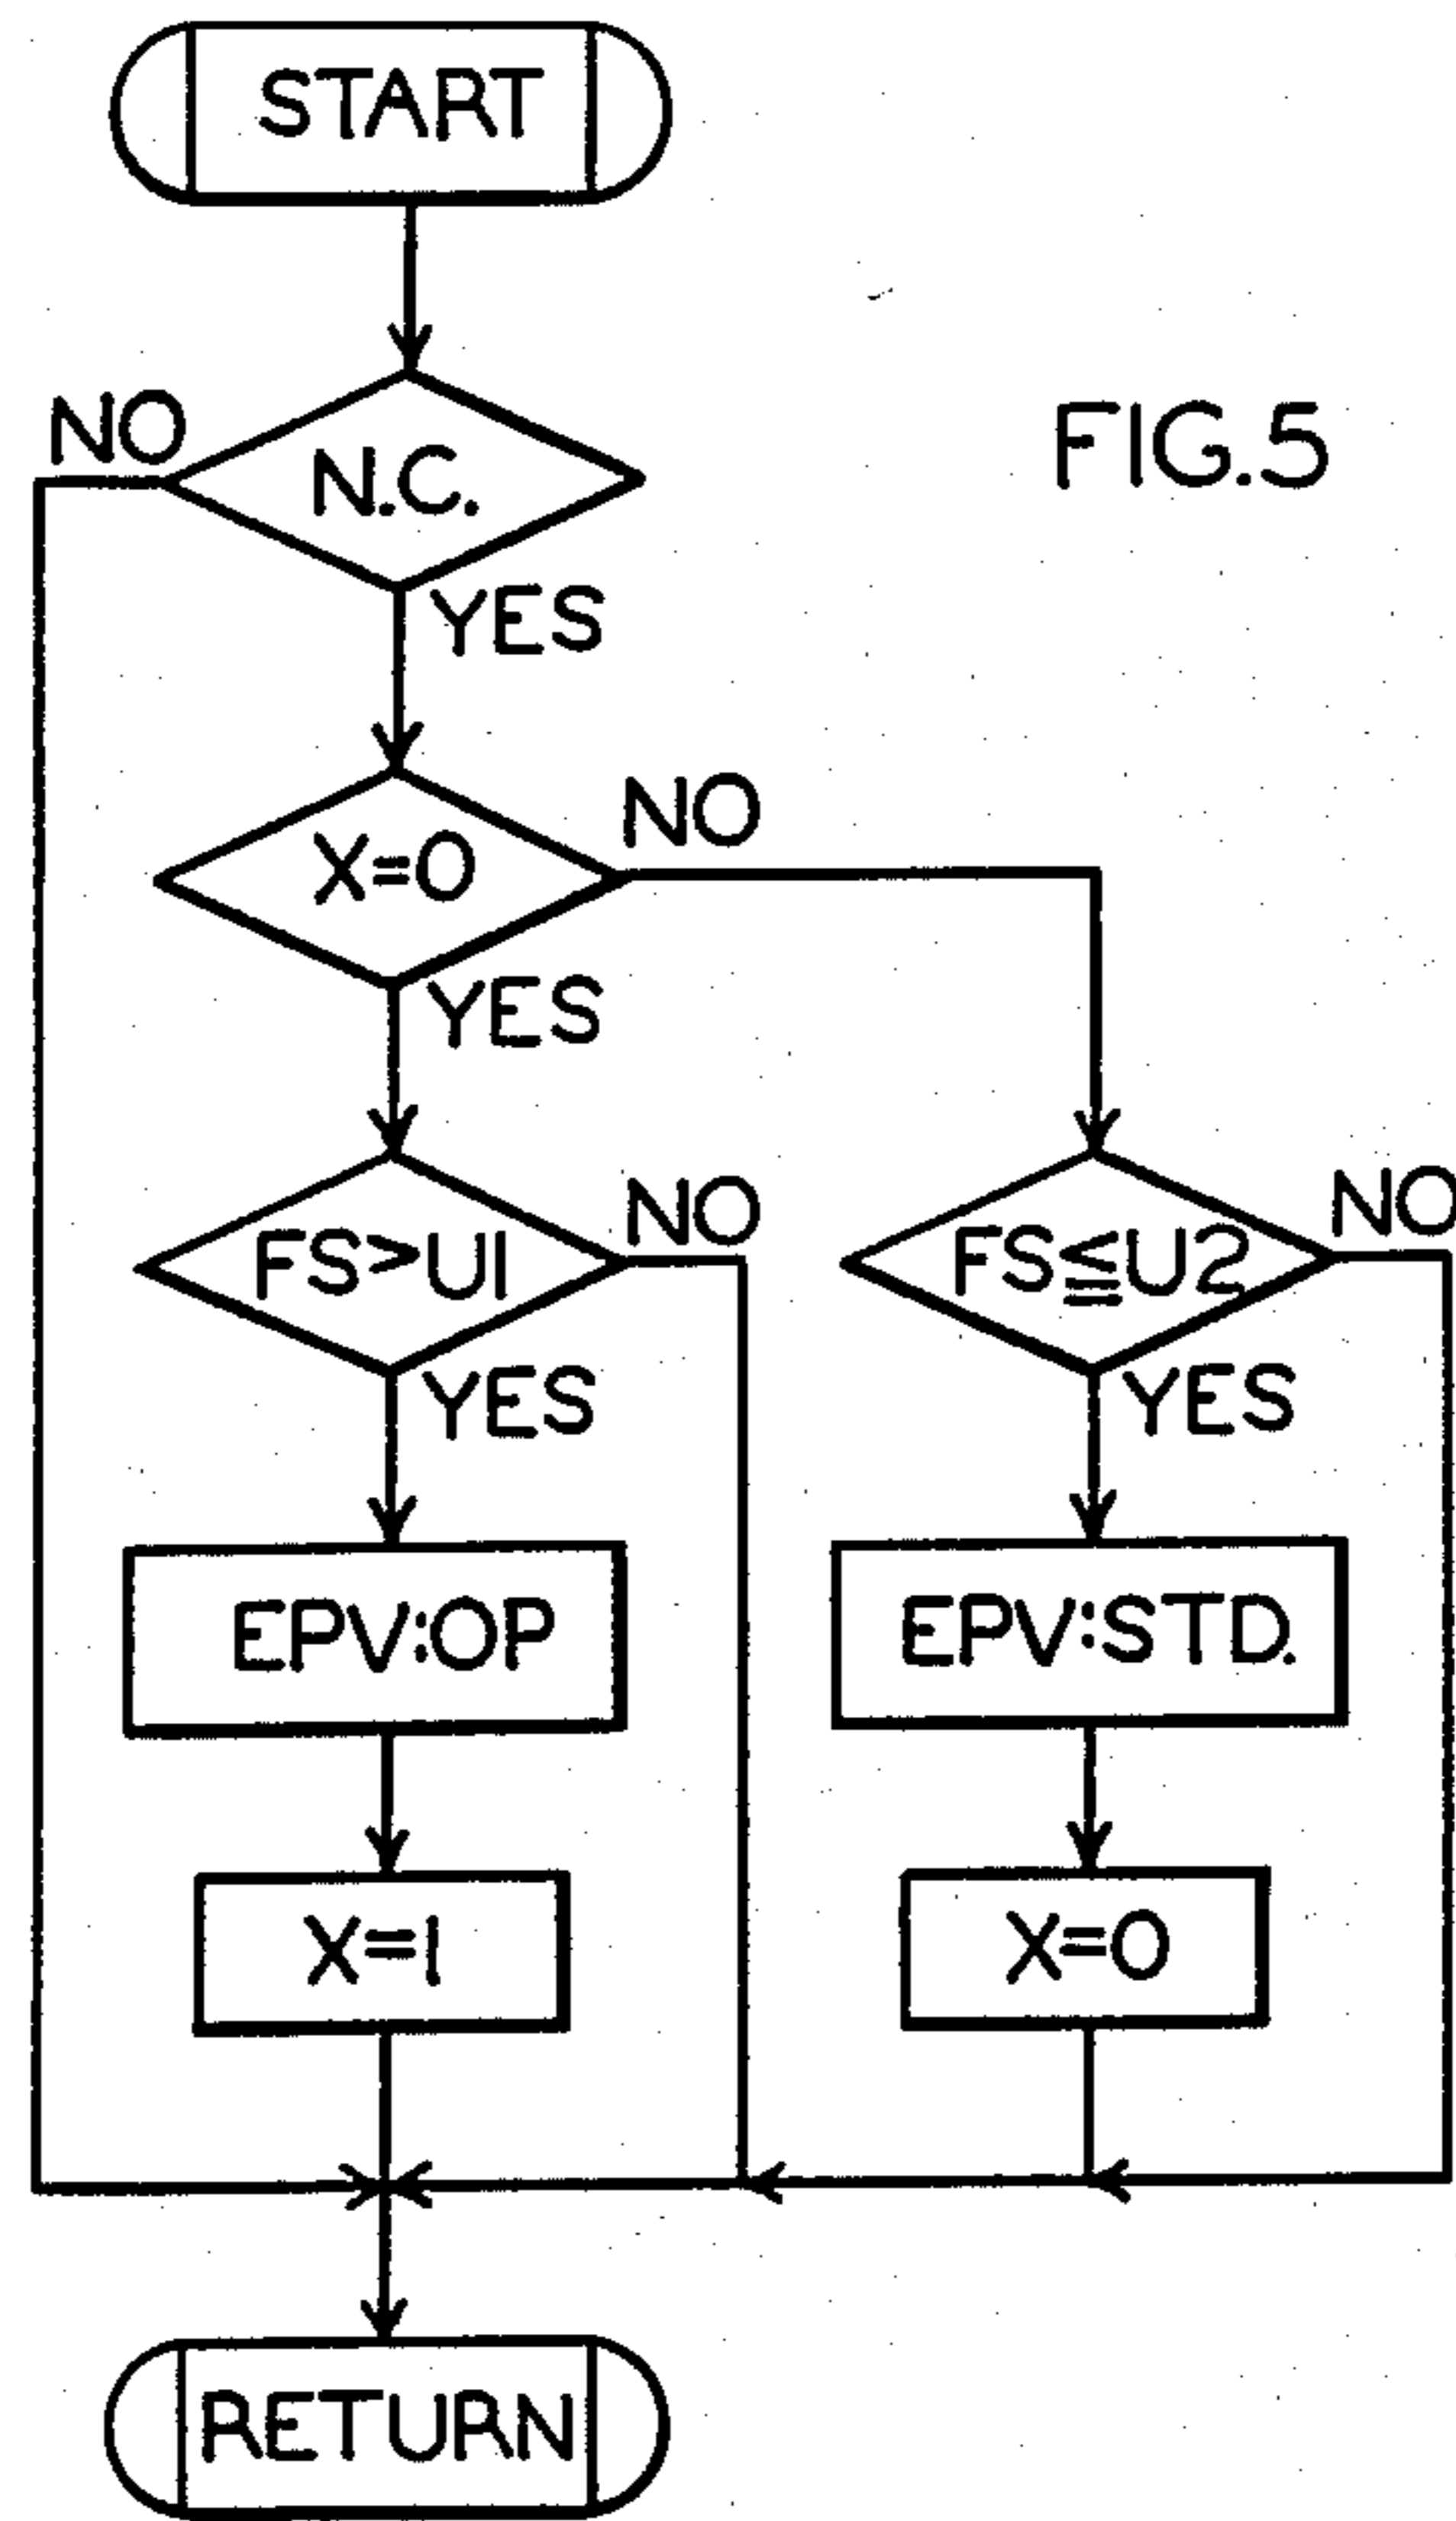 START
FIG.5
NO
N.C.
YES
NO
X=0
YES
NO
FS>U1
YES
NO
FS≦U2
YES
EPV:OP
EPV:STD.
X=1
X=0
RETURN